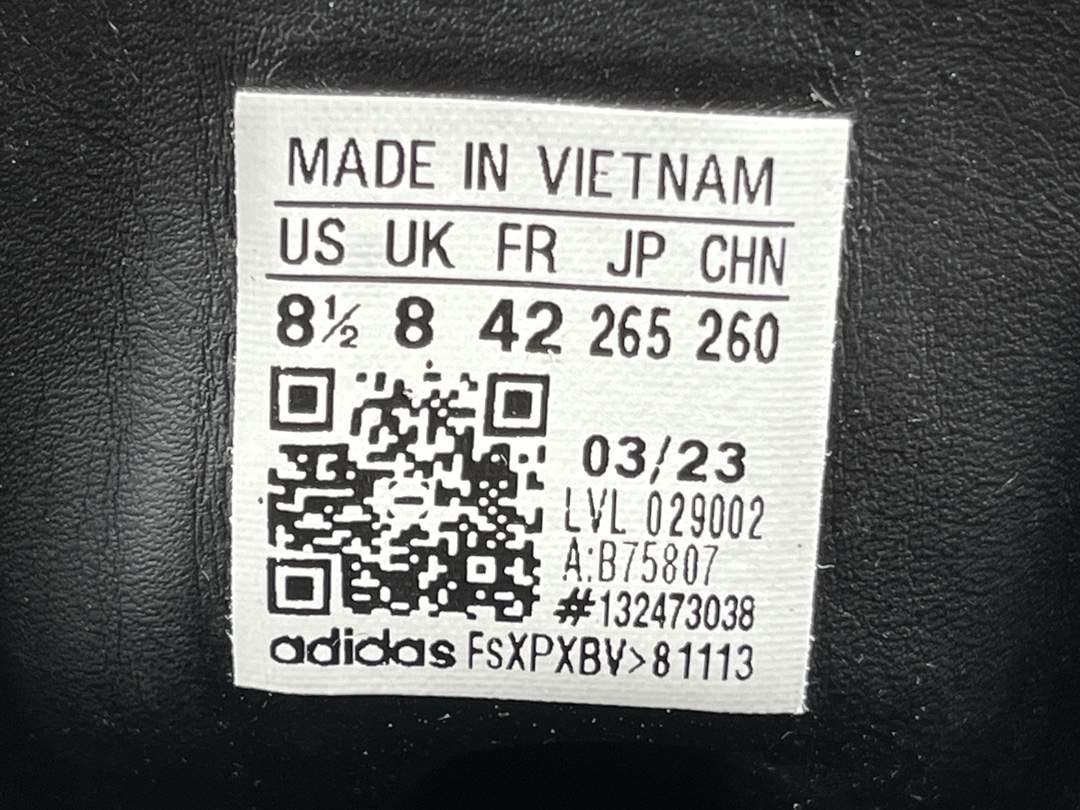 MADE IN VIETNAM
US UK FR JP CHN
8½ 8 42 265 260
03/23
LVL 029002
A:B75807
#132473038
adidas FsXPXBV>81113